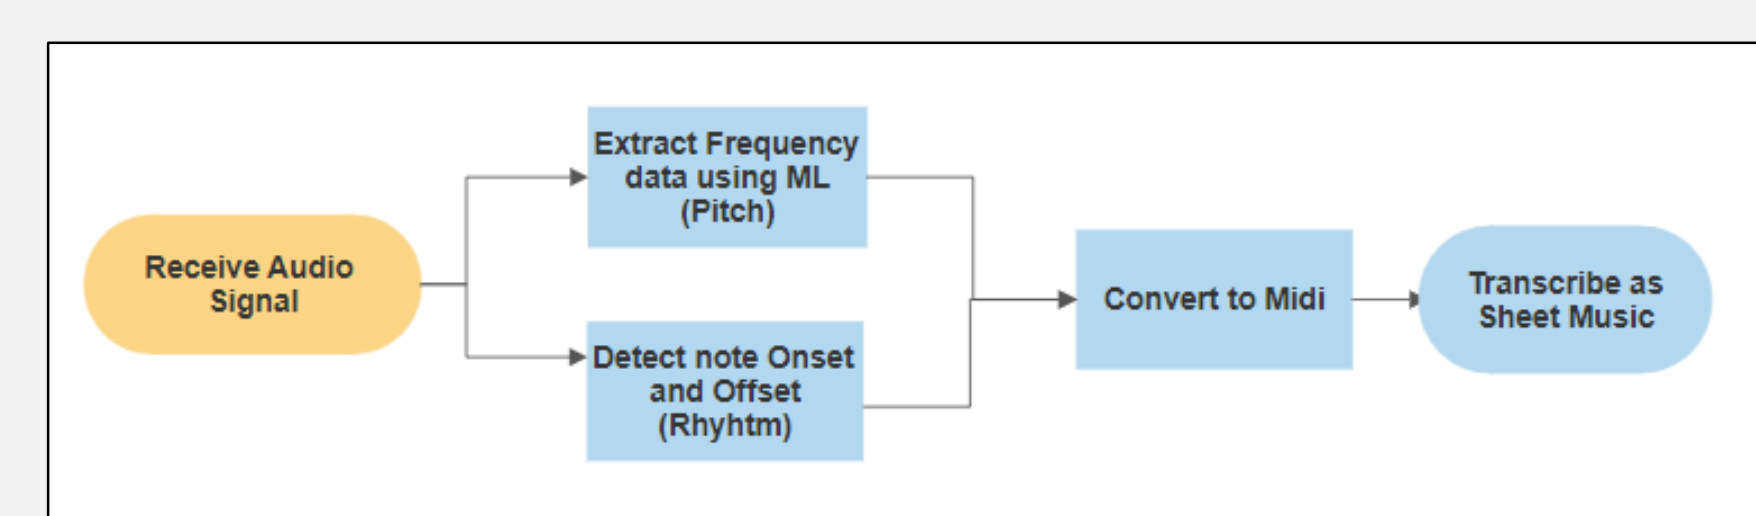 Receive Audio
Signal
Extract Frequency
data using ML
(Pitch)
Detect note Onset
and Offset
(Rhyhtm)
Convert to Midi
Transcribe as
Sheet Music